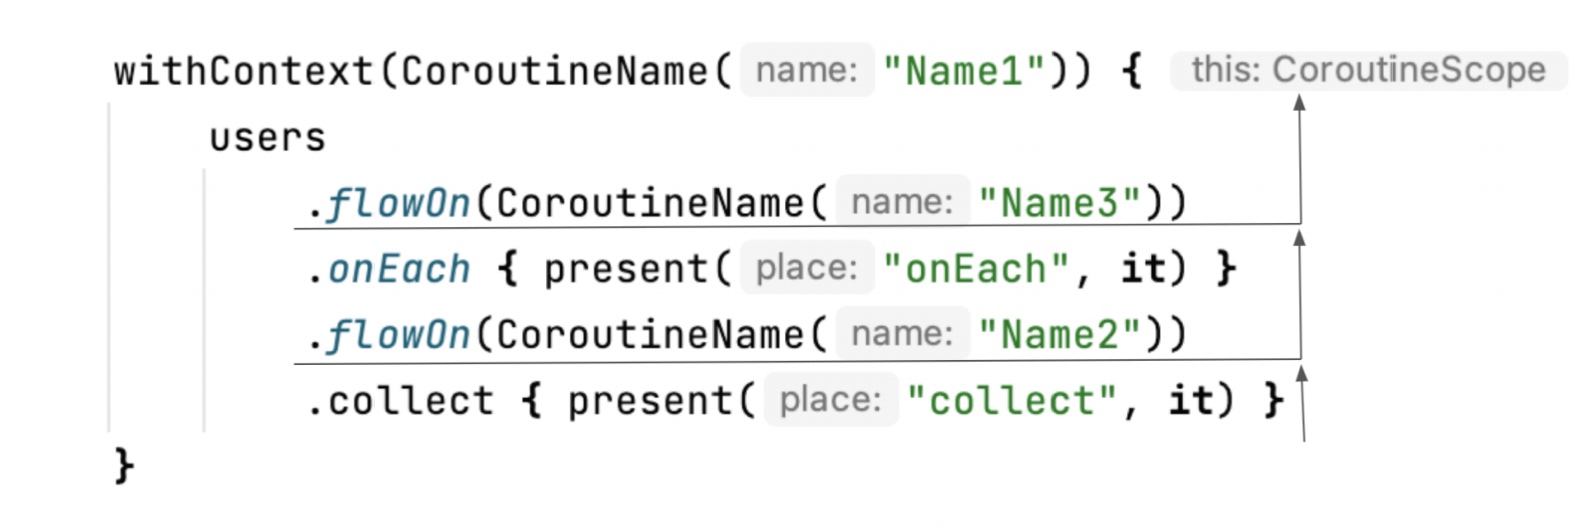 withContext(CoroutineName( name: "Name1")) { this: CoroutineScope
users
.flowOn(CoroutineName( name: "Name3"))
.onEach { present( place: "onEach", it) }
.flowOn(CoroutineName( name: "Name2"))
.collect { present( place: "collect", it) }
}